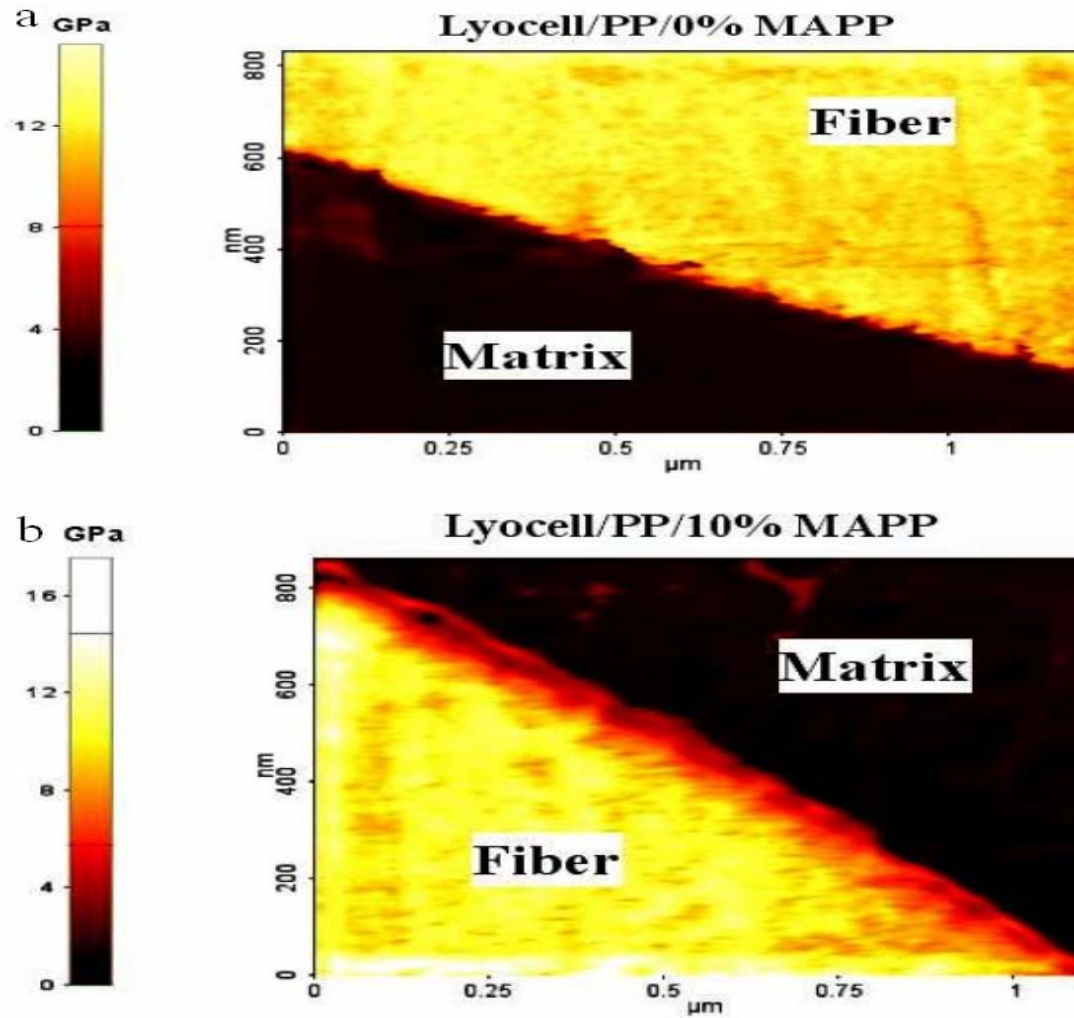 a
GPa
Lyocell/PP/0% MAPP
12
8
4
0
800
600
400
200
0
nm
Fiber
Matrix
0 0.25 0.5 0.75 1
µm
b
GPa
Lyocell/PP/10% MAPP
16
12
8
4
0
800
600
400
200
0
nm
Matrix
Fiber
0 0.25 0.5 0.75 1
µm